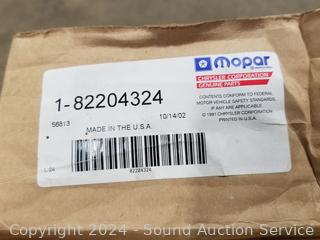 Mopar
CHRYSLER CORPORATION
GENUINE PARTS
1-82204324
CONTENTS CONFORM TO FEDERAL
MOTOR VEHICLE SAFETY STANDARDS,
IF ANY ARE APPLICABLE.
© 1991 CHRYSLER CORPORATION
PRINTED IN U.S.A.
56813
10/14/02
MADE IN THE U.S.A.
82204324
Copyright 2024 - Sound Auction Service